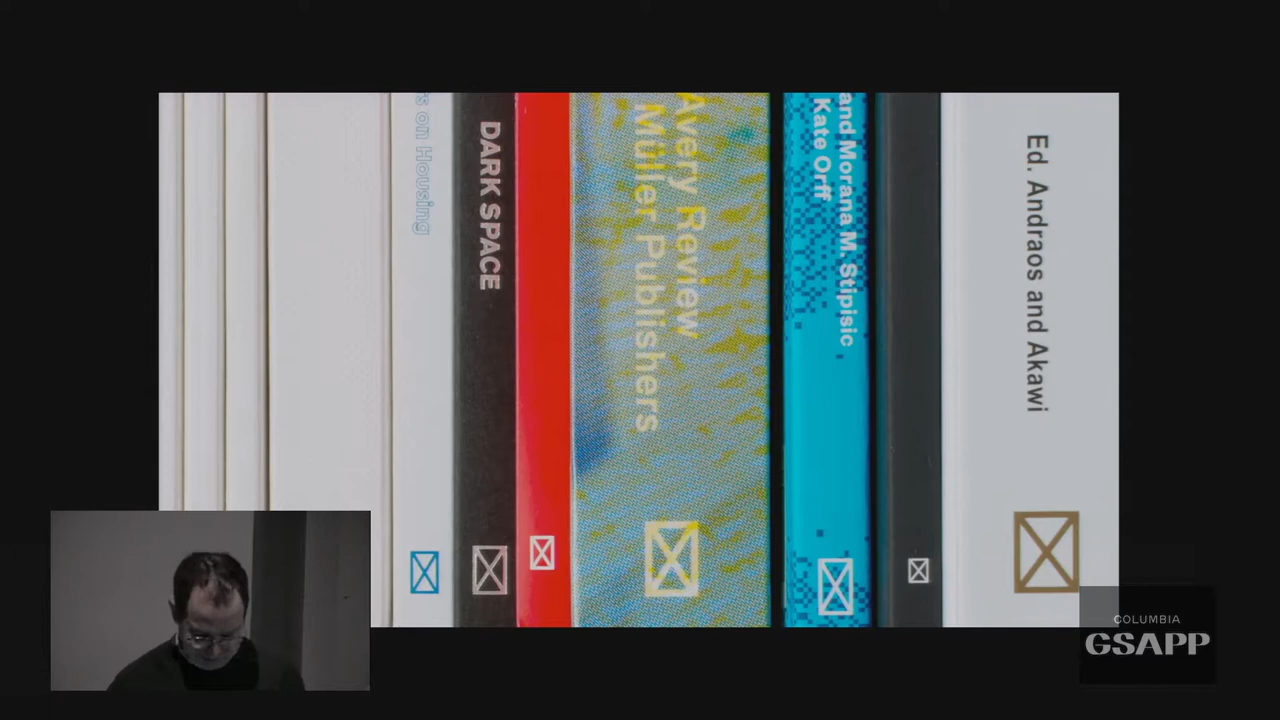 s on Housing
DARK SPACE
Avery Review
Müller Publishers
and Morana M. Stipisic
Kate Orff
Ed. Andraos and Akawi
COLUMBIA
GSAPP